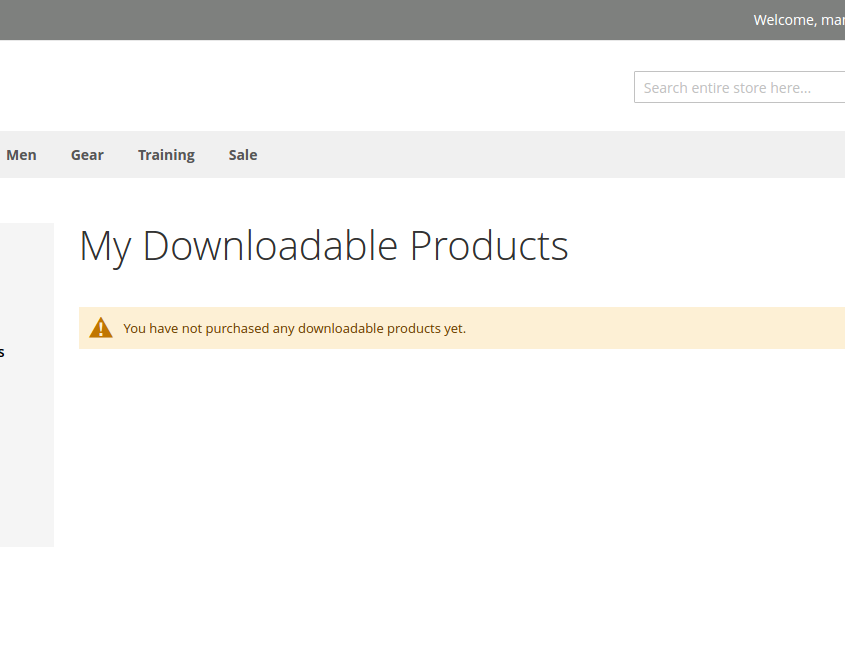 Welcome,
Search entire store here...
Men Gear Training Sale
My Downloadable Products
You have not purchased any downloadable products yet.